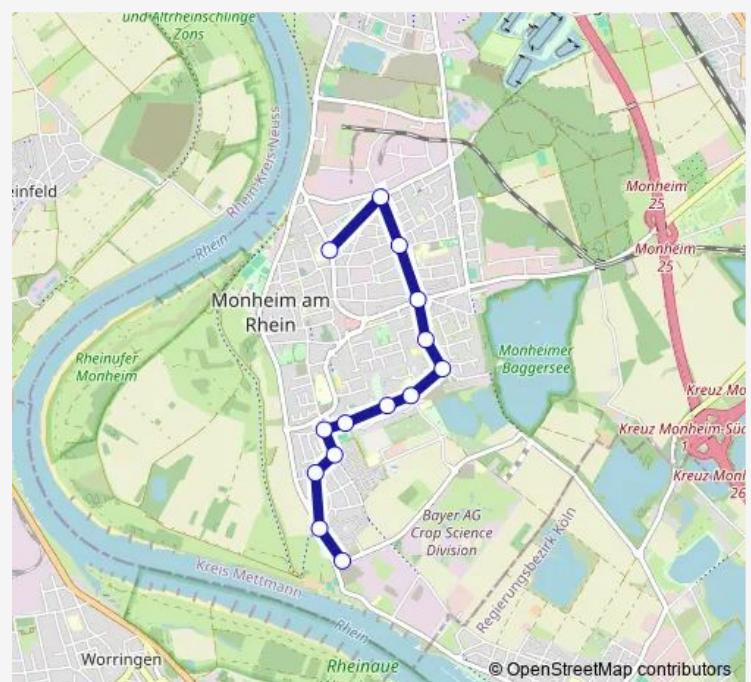 und Altrheinschlinge
Zons
einfeld
Rhein-Kreis Neuss
Rhein
Monheim
25
Monheim
25
Monheim am
Rhein
Rheinufer
Monheim
Monheimer
Baggersee
Kreuz Mo
Kreuz Monheim-Süd
1
Kreuz Monh
26
Bayer AG
Crop Science
Division
Regierungsbezirk Köln
Kreis Mettmann
Rhein
Worringen
Rheinaue
© OpenStreetMap contributors